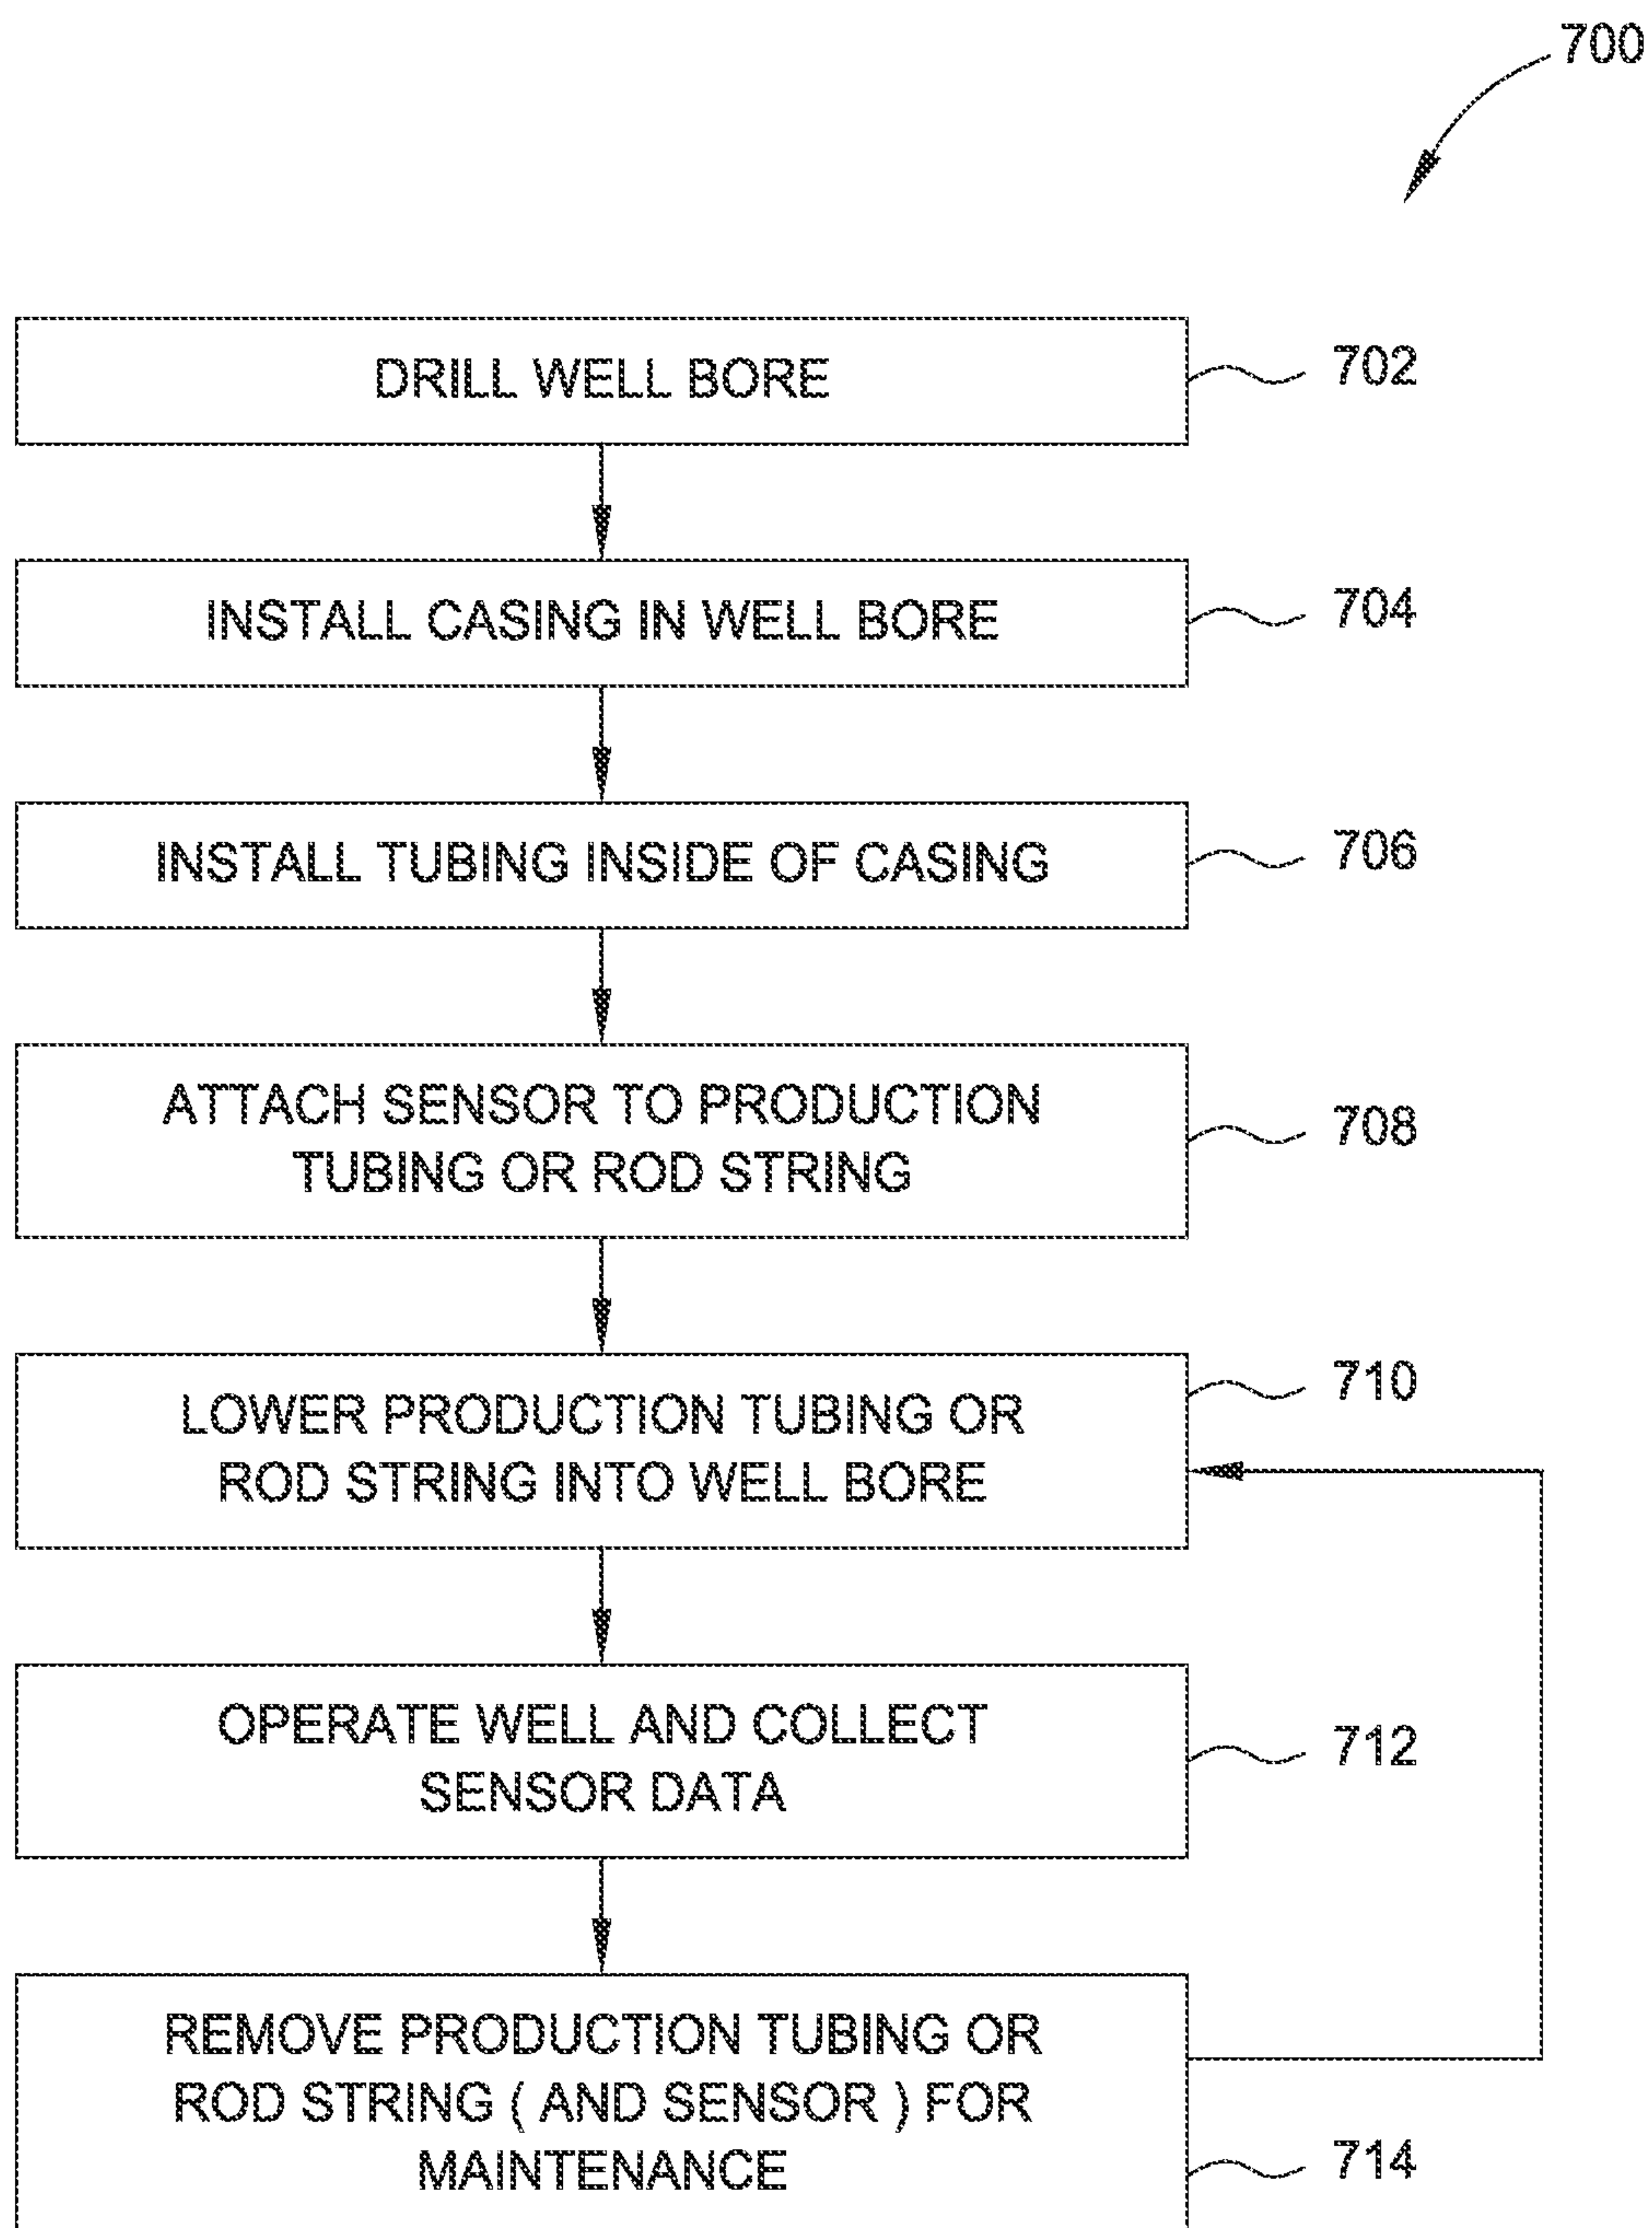 700
DRILL WELL BORE
702
INSTALL CASING IN WELL BORE
704
INSTALL TUBING INSIDE OF CASING
706
ATTACH SENSOR TO PRODUCTION
TUBING OR ROD STRING
708
LOWER PRODUCTION TUBING OR
ROD STRING INTO WELL BORE
710
OPERATE WELL AND COLLECT
SENSOR DATA
712
REMOVE PRODUCTION TUBING OR
ROD STRING ( AND SENSOR ) FOR
MAINTENANCE
714